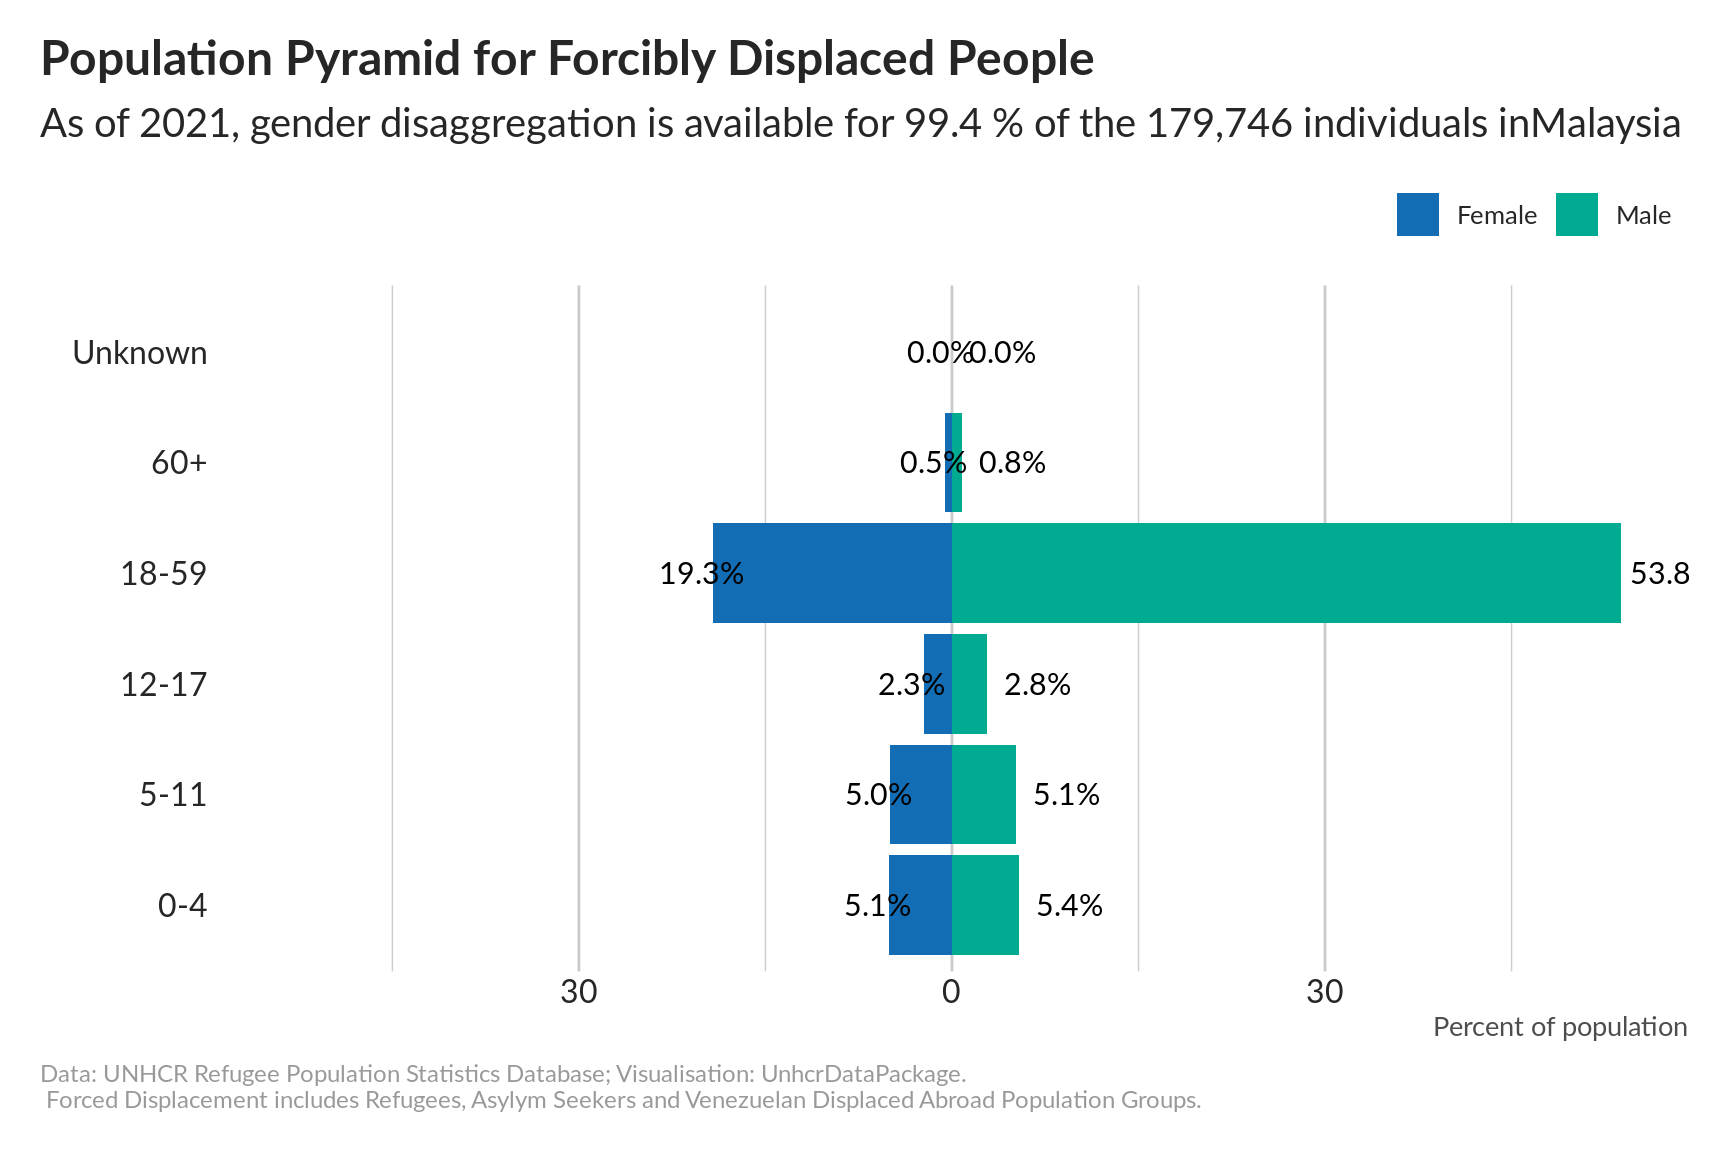 Population Pyramid for Forcibly Displaced People
As of 2021, gender disaggregation is available for 99.4 % of the 179,746 individuals inMalaysia
Female Male
Unknown 0.0% 0.0%
60+ 0.5% 0.8%
18-59 19.3% 53.8
12-17 2.3% 2.8%
5-11 5.0% 5.1%
0-4 5.1% 5.4%
30 0 30
Percent of population
Data: UNHCR Refugee Population Statistics Database; Visualisation: UnhcrDataPackage.
Forced Displacement includes Refugees, Asylym Seekers and Venezuelan Displaced Abroad Population Groups.